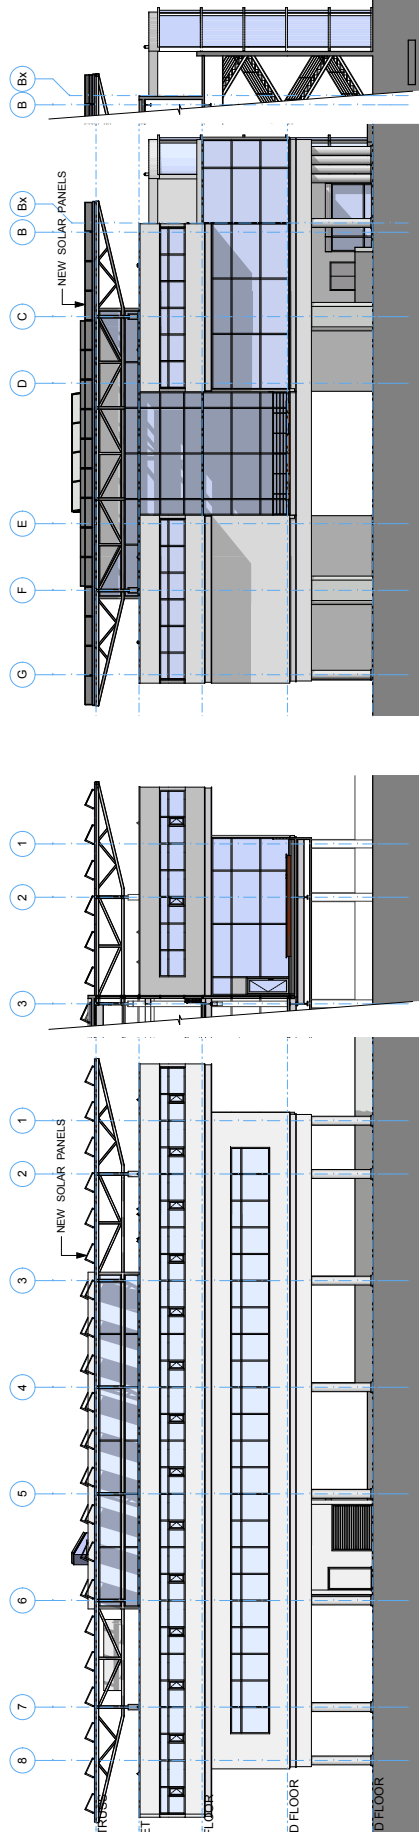 8 7 6 5 4 3 2 1 3 2 1 G F E D C B Bx B Bx
NEW SOLAR PANELS
NEW SOLAR PANELS
TRUSS
ET
FLOOR
D FLOOR
D FLOOR